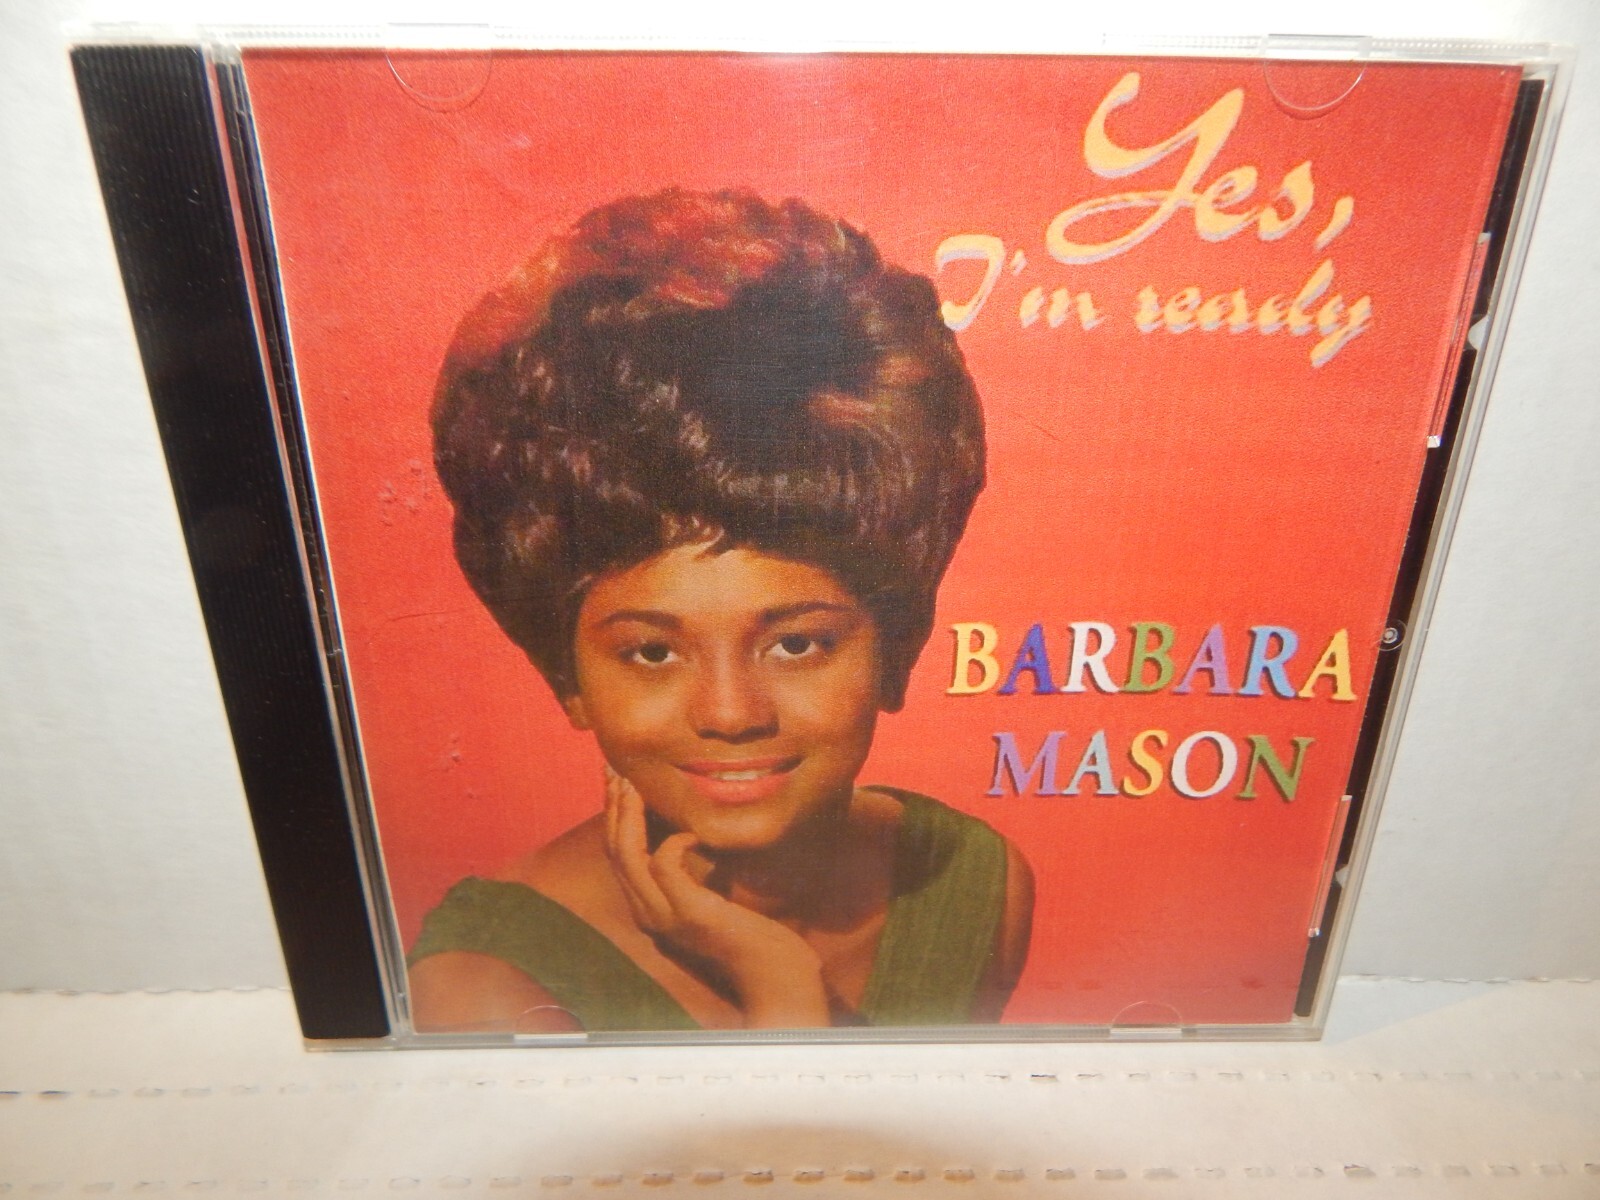 Yes,
I'm ready
BARBARA
MASON